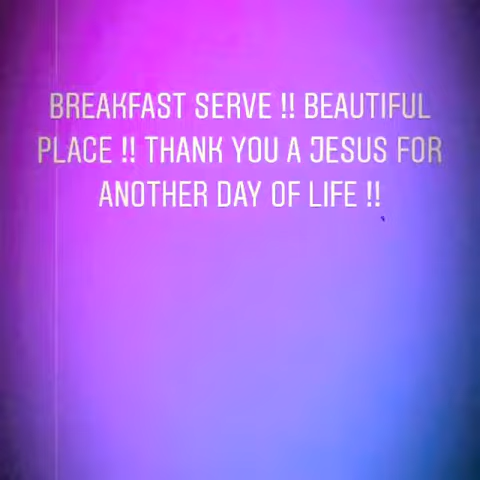 BREAKFAST SERVE !! BEAUTIFUL
PLACE !! THANK YOU A JESUS FOR
ANOTHER DAY OF LIFE !!